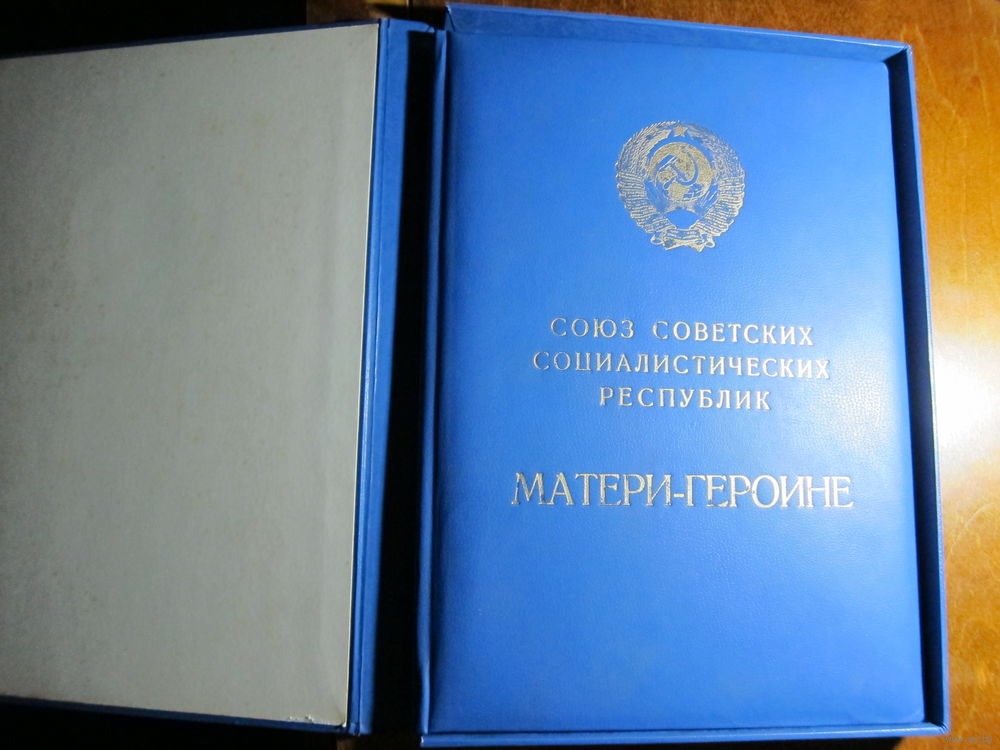 СОЮЗ СОВЕТСКИХ
СОЦИАЛИСТИЧЕСКИХ
РЕСПУБЛИК
МАТЕРИ-ГЕРОИНЕ